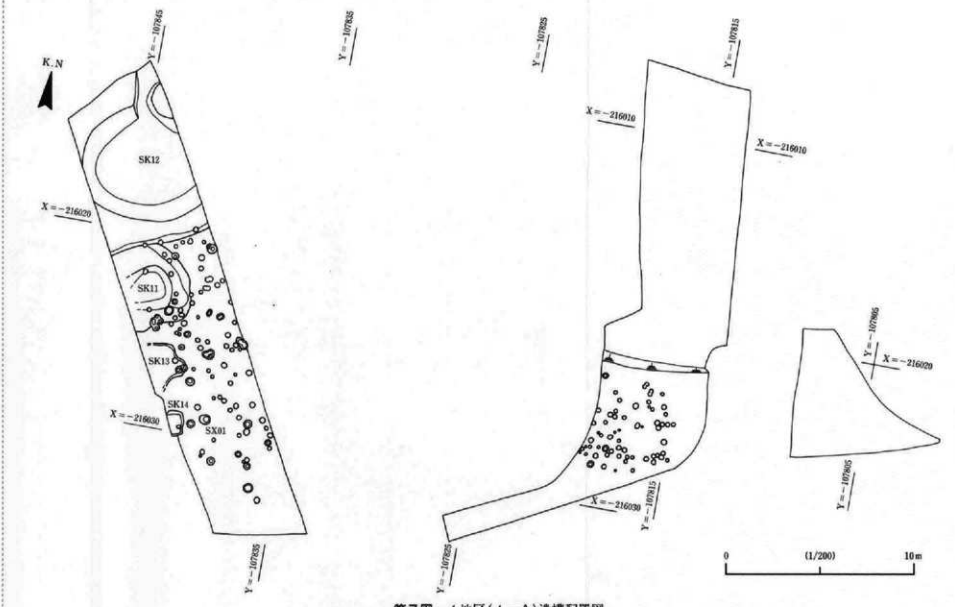 Y=-107845
Y=-107835
Y=-107825
Y=-107815
K.N
X=-216010
X=-216010
SK12
X=-216020
SK11
Y=-107805
X=-216020
SK13
SK14
X=-216030
SX01
X=-216030
Y=-107815
Y=-107805
Y=-107835
Y=-107825
0 (1/200) 10m